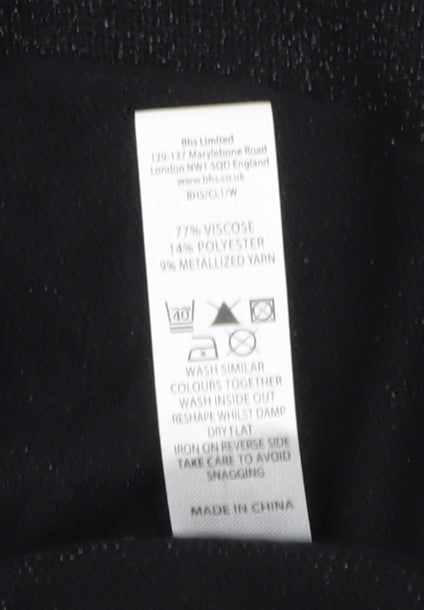 Bhs Limited
129-137 Marylebone Road
London NW1 5QD England
www.bhs.co.uk
BHS/CL1/W
77% VISCOSE
14% POLYESTER
9% METALLIZED YARN
40
WASH SIMILAR
COLOURS TOGETHER
WASH INSIDE OUT
RESHAPE WHILST DAMP
DRY FLAT
IRON ON REVERSE SIDE
TAKE CARE TO AVOID
SNAGGING
MADE IN CHINA